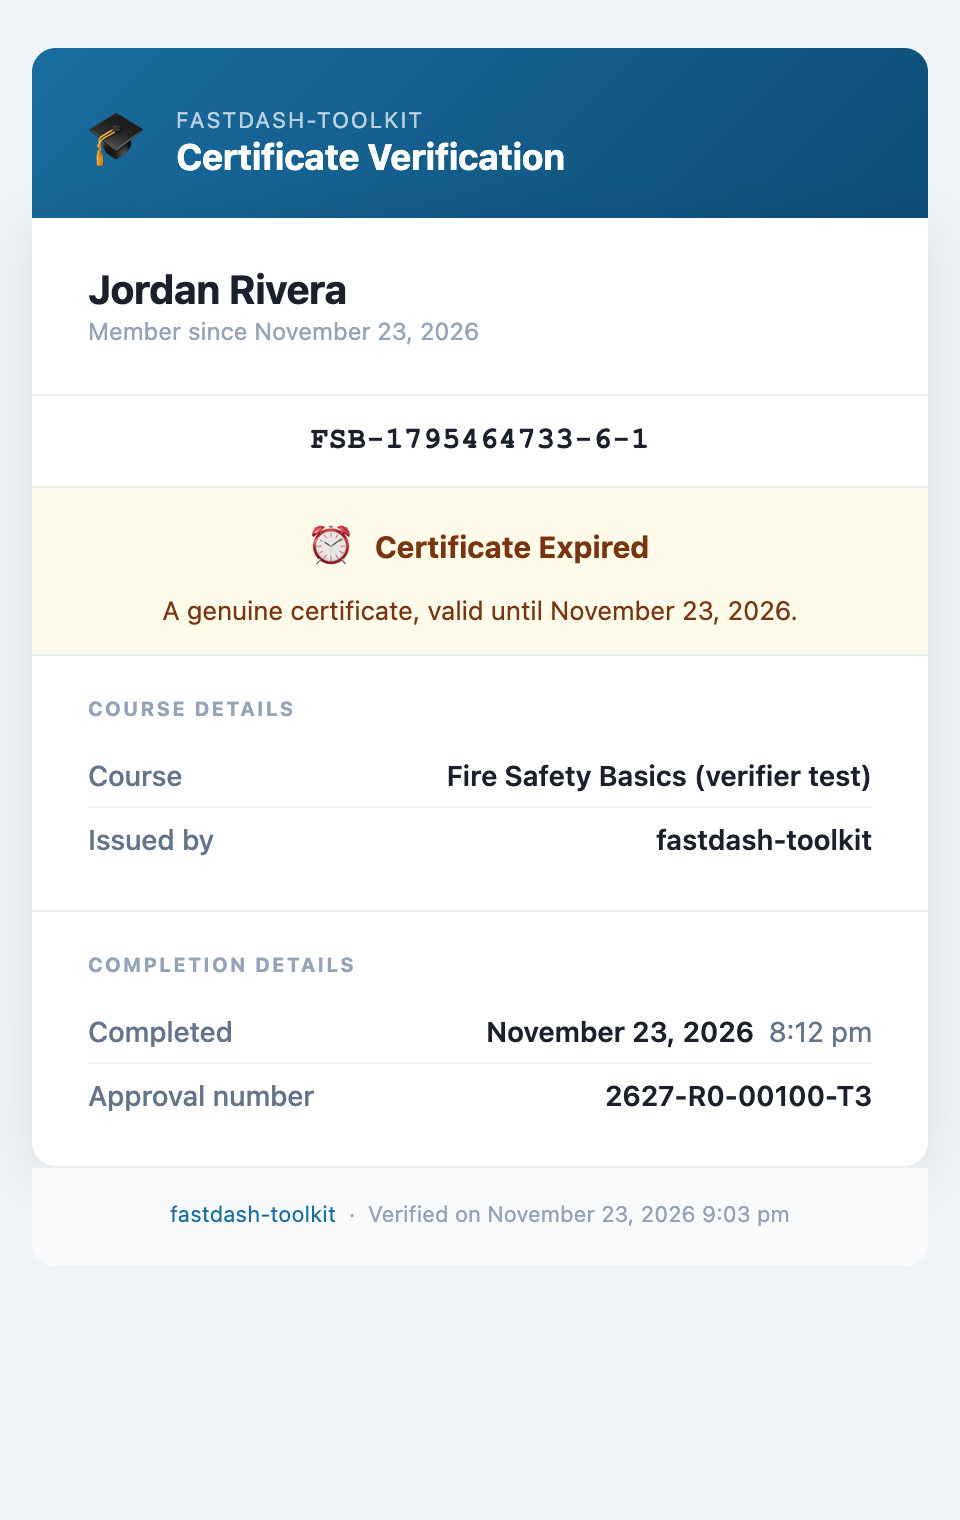 FASTDASH-TOOLKIT
Certificate Verification
Jordan Rivera
Member since November 23, 2026
FSB-1795464733-6-1
Certificate Expired
A genuine certificate, valid until November 23, 2026.
COURSE DETAILS
Course Fire Safety Basics (verifier test)
Issued by fastdash-toolkit
COMPLETION DETAILS
Completed November 23, 2026 8:12 pm
Approval number 2627-R0-00100-T3
fastdash-toolkit · Verified on November 23, 2026 9:03 pm